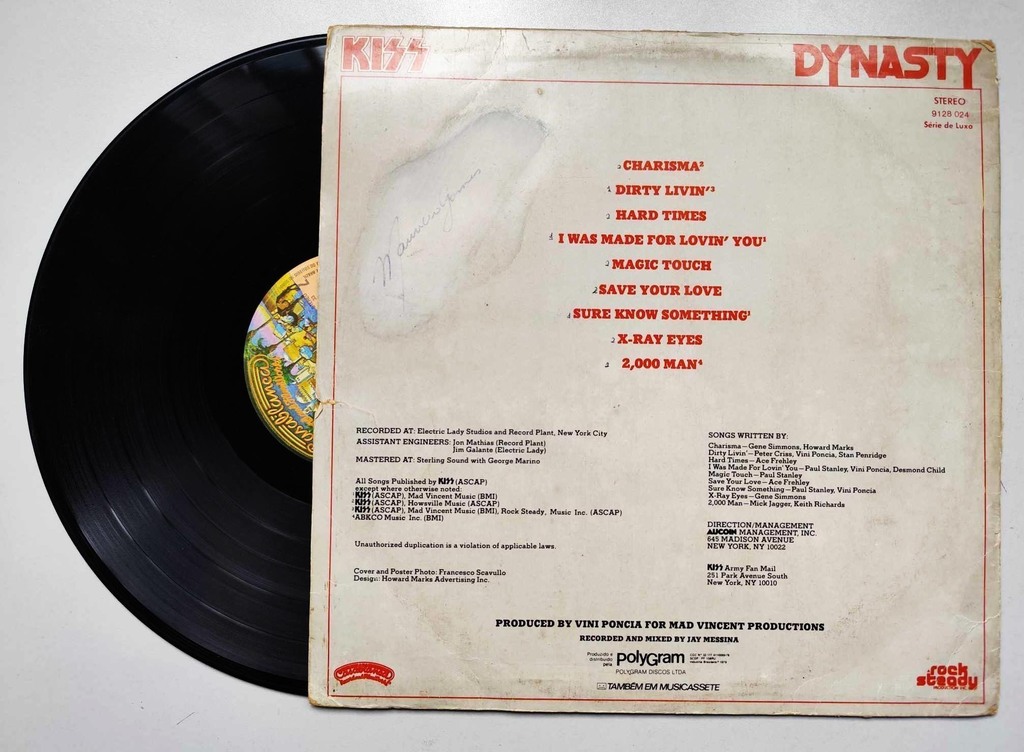 KISS
DYNASTY
STEREO
9128 024
Série de Luxo
2 CHARISMA²
1 DIRTY LIVIN'³
2 HARD TIMES
1 I WAS MADE FOR LOVIN' YOU¹
2 MAGIC TOUCH
2 SAVE YOUR LOVE
1 SURE KNOW SOMETHING¹
2 X-RAY EYES
2,000 MAN⁴
Casablanca
RECORDED AT: Electric Lady Studios and Record Plant, New York City
ASSISTANT ENGINEERS: Jon Mathias (Record Plant)
Jim Galante (Electric Lady)
MASTERED AT: Sterling Sound with George Marino
All Songs Published by KISS (ASCAP)
except where otherwise noted:
¹KISS (ASCAP), Mad Vincent Music (BMI)
²KISS (ASCAP), Howsville Music (ASCAP)
³KISS (ASCAP), Mad Vincent Music (BMI), Rock Steady, Music Inc. (ASCAP)
⁴ABKCO Music Inc. (BMI)
Unauthorized duplication is a violation of applicable laws.
Cover and Poster Photo: Francesco Scavullo
Design: Howard Marks Advertising Inc.
SONGS WRITTEN BY:
Charisma—Gene Simmons, Howard Marks
Dirty Livin'—Peter Criss, Vini Poncia, Stan Penridge
Hard Times—Ace Frehley
I Was Made For Lovin' You—Paul Stanley, Vini Poncia, Desmond Child
Magic Touch—Paul Stanley
Save Your Love—Ace Frehley
Sure Know Something—Paul Stanley, Vini Poncia
X-Ray Eyes—Gene Simmons
2,000 Man—Mick Jagger, Keith Richards
DIRECTION/MANAGEMENT
AUCOIN MANAGEMENT, INC.
645 MADISON AVENUE
NEW YORK, NY 10022
KISS Army Fan Mail
251 Park Avenue South
New York, NY 10010
PRODUCED BY VINI PONCIA FOR MAD VINCENT PRODUCTIONS
RECORDED AND MIXED BY JAY MESSINA
Produzido e
distribuido
pela
polyGram
POLYGRAM DISCOS LTDA
TAMBÉM EM MUSICASSETE
Casablanca
rock
steady